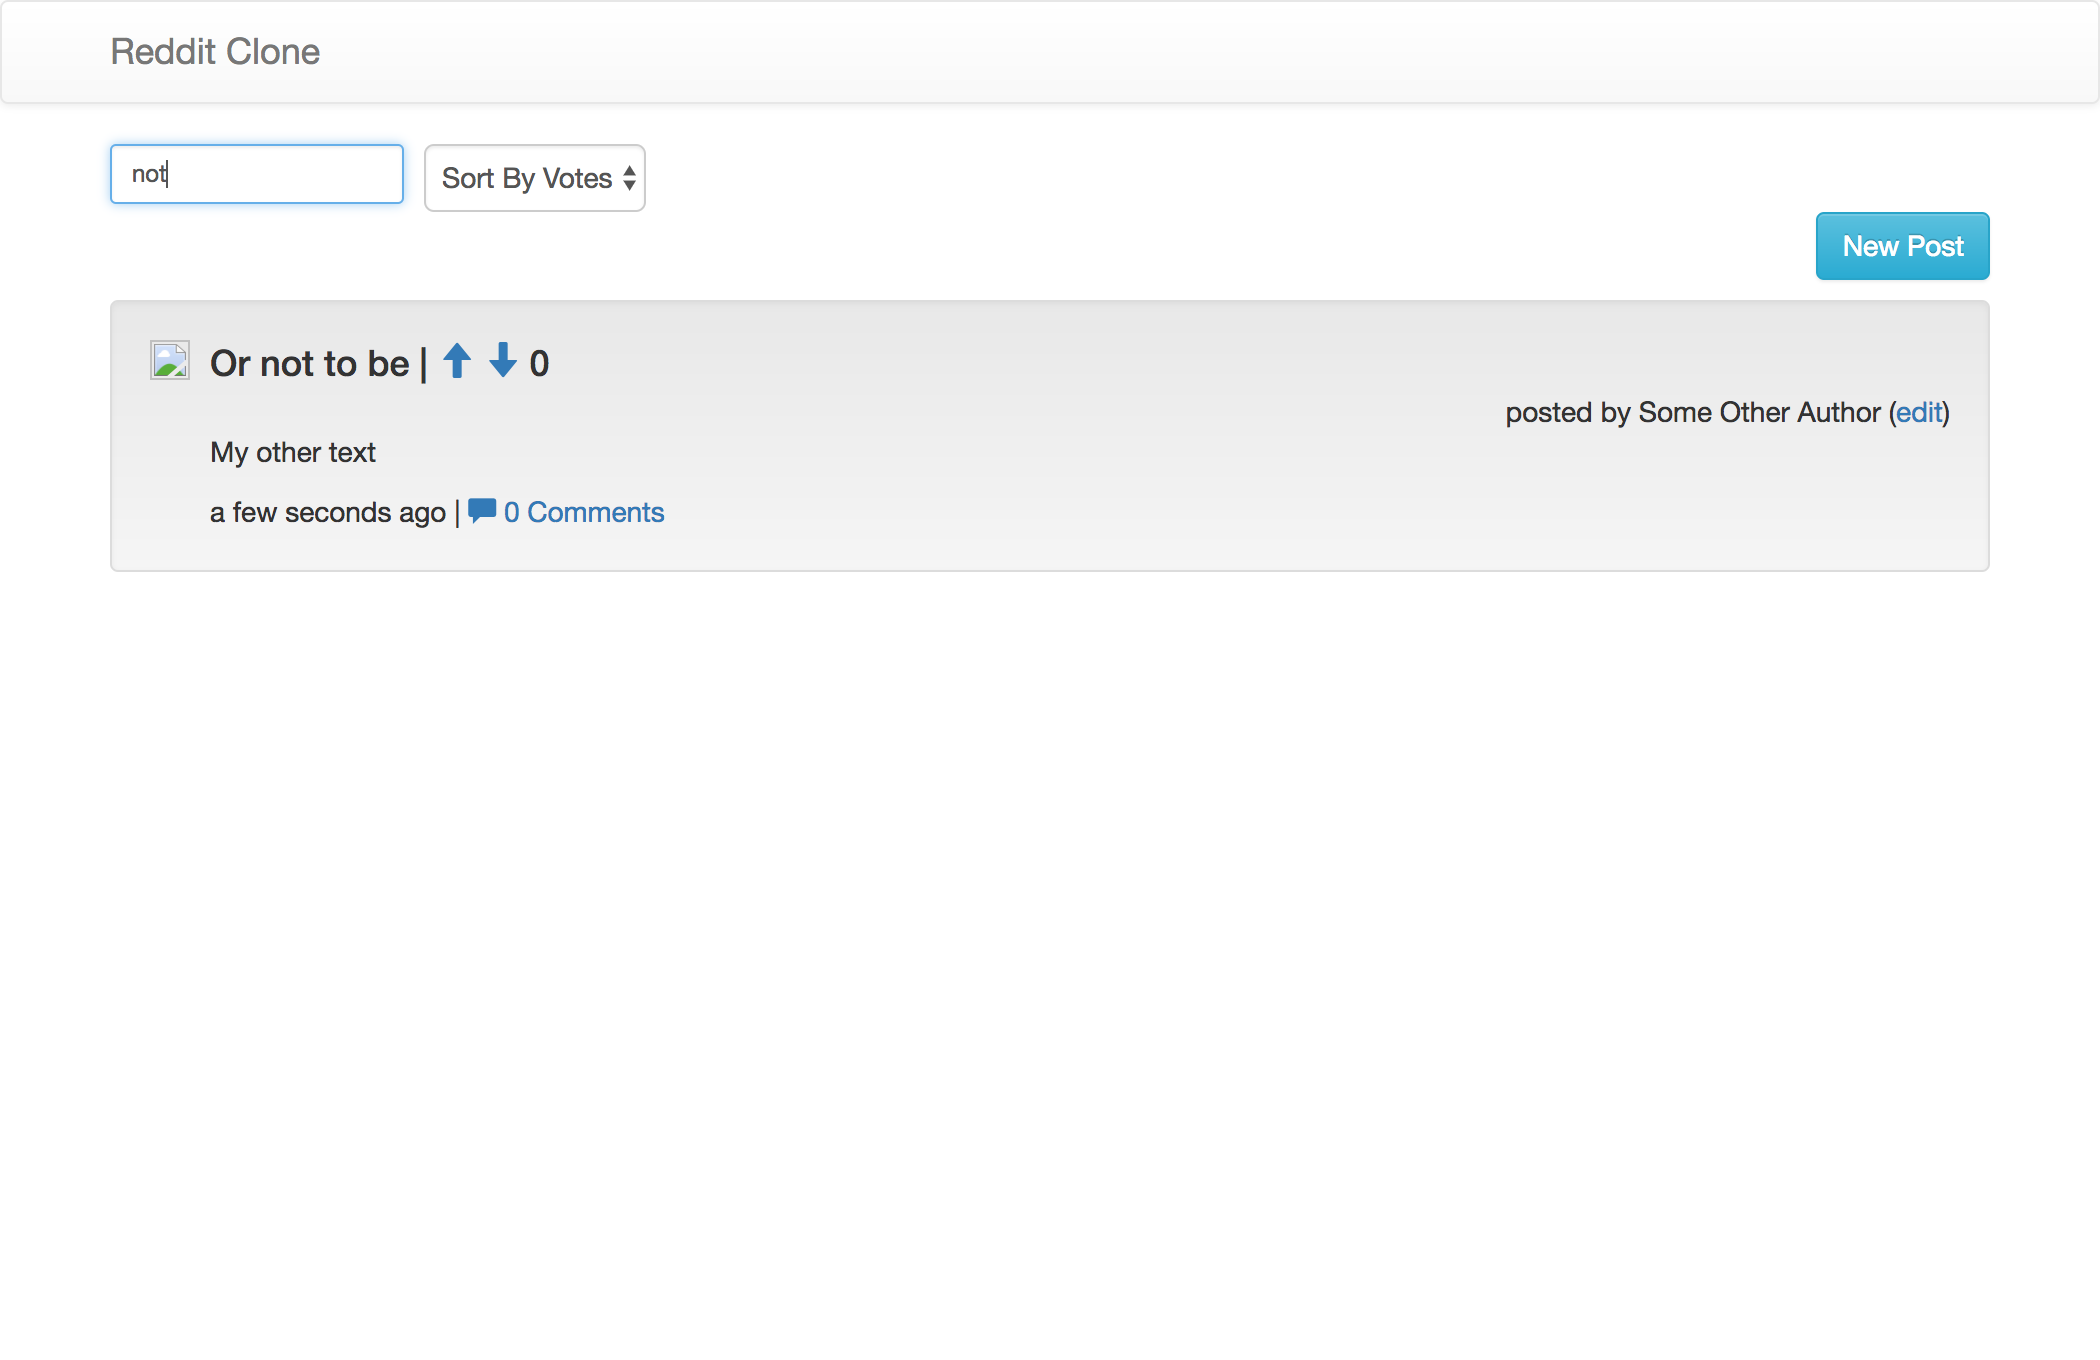 Reddit Clone
not
Sort By Votes
New Post
Or not to be | 0
posted by Some Other Author (edit)
My other text
a few seconds ago | 0 Comments